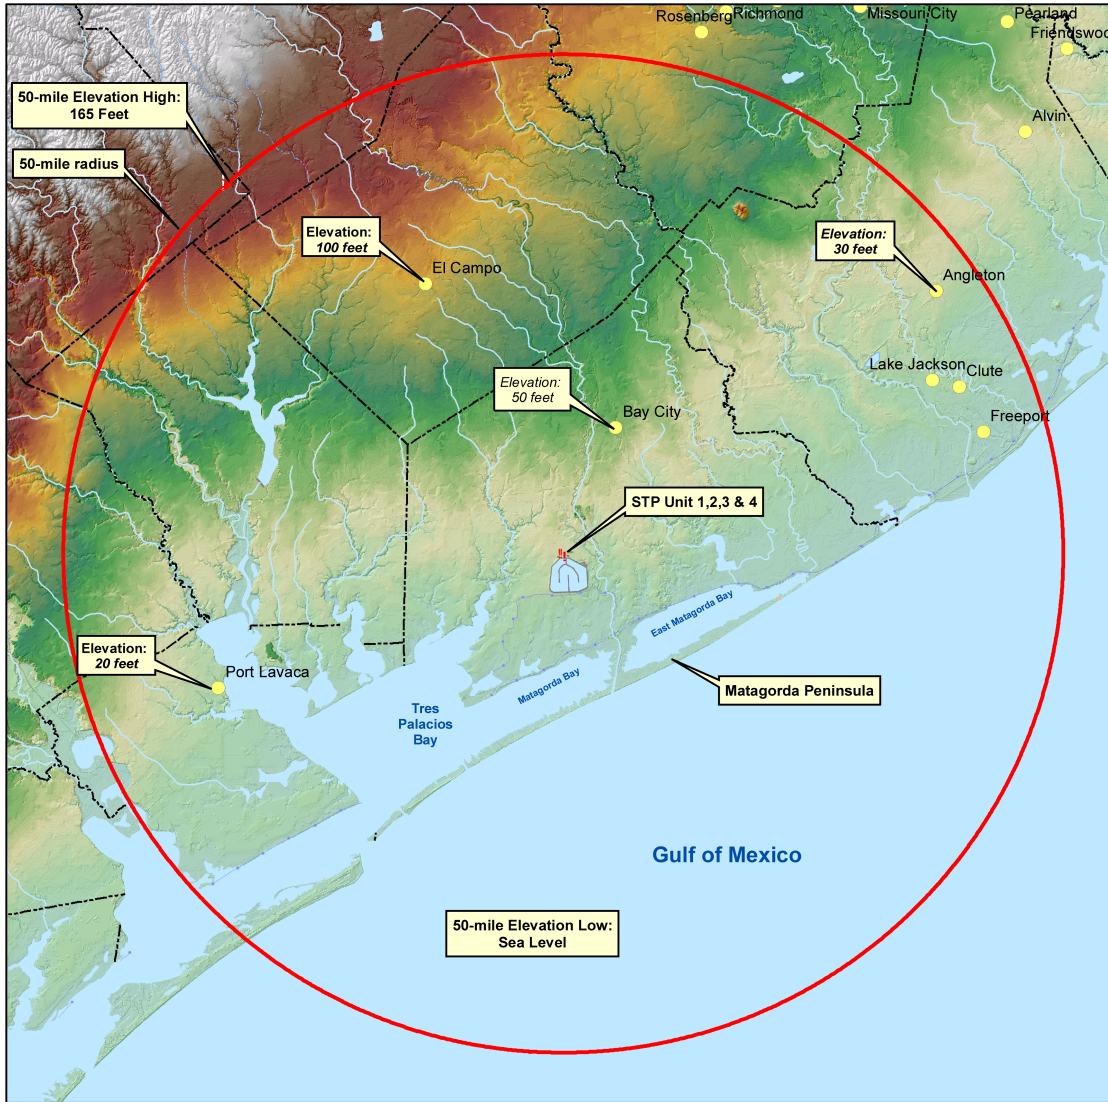 Rosenberg
Richmond
Missouri City
Pearland
Friendswoo
50-mile Elevation High:
165 Feet
Alvin
50-mile radius
Elevation:
100 feet
El Campo
Elevation:
30 feet
Angleton
Elevation:
50 feet
Bay City
Lake Jackson
Clute
Freeport
STP Unit 1,2,3 & 4
East Matagorda Bay
Elevation:
20 feet
Port Lavaca
Matagorda Bay
Matagorda Peninsula
Tres
Palacios
Bay
Gulf of Mexico
50-mile Elevation Low:
Sea Level